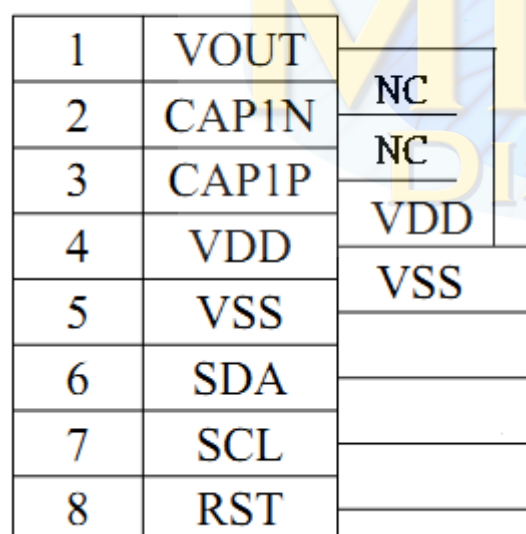 1 VOUT
NC
2 CAP1N
NC
3 CAP1P
VDD
4 VDD
VSS
5 VSS
6 SDA
7 SCL
8 RST